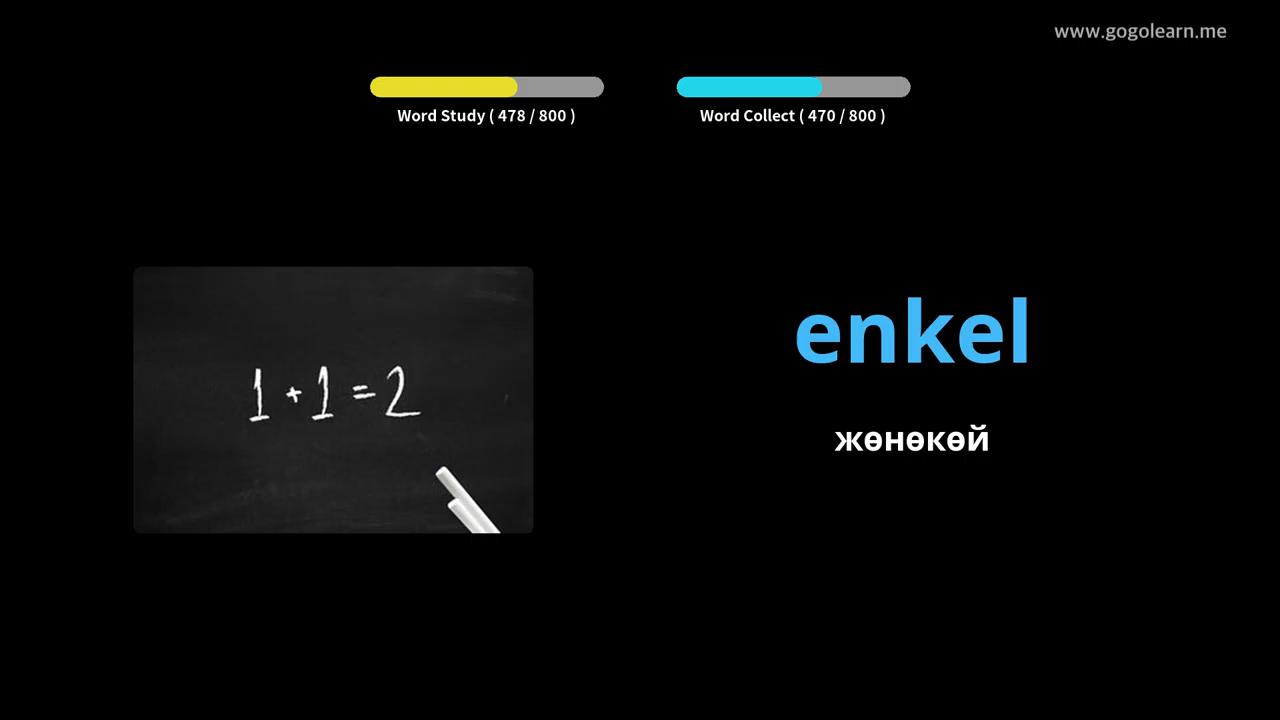 www.gogolearn.me
Word Study ( 478 / 800 )
Word Collect ( 470 / 800 )
1 + 1 = 2
enkel
жөнөкөй